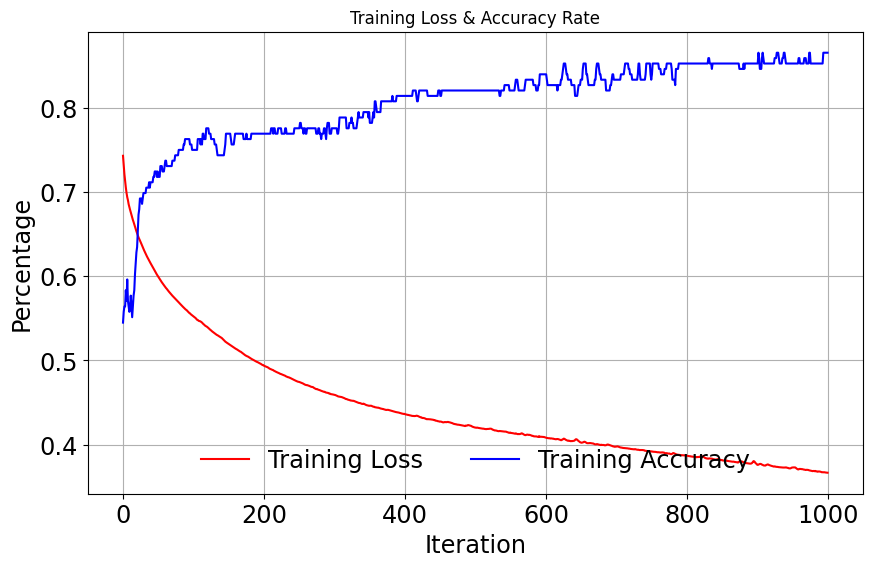 Training Loss & Accuracy Rate
Percentage
0.8
0.7
0.6
0.5
0.4
Training Loss Training Accuracy
0 200 400 600 800 1000
Iteration